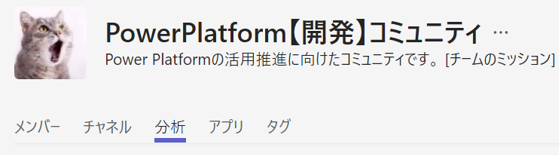 PowerPlatform【開発】コミュニティ …
Power Platformの活用推進に向けたコミュニティです。[チームのミッション]
メンバー チャネル 分析 アプリ タグ